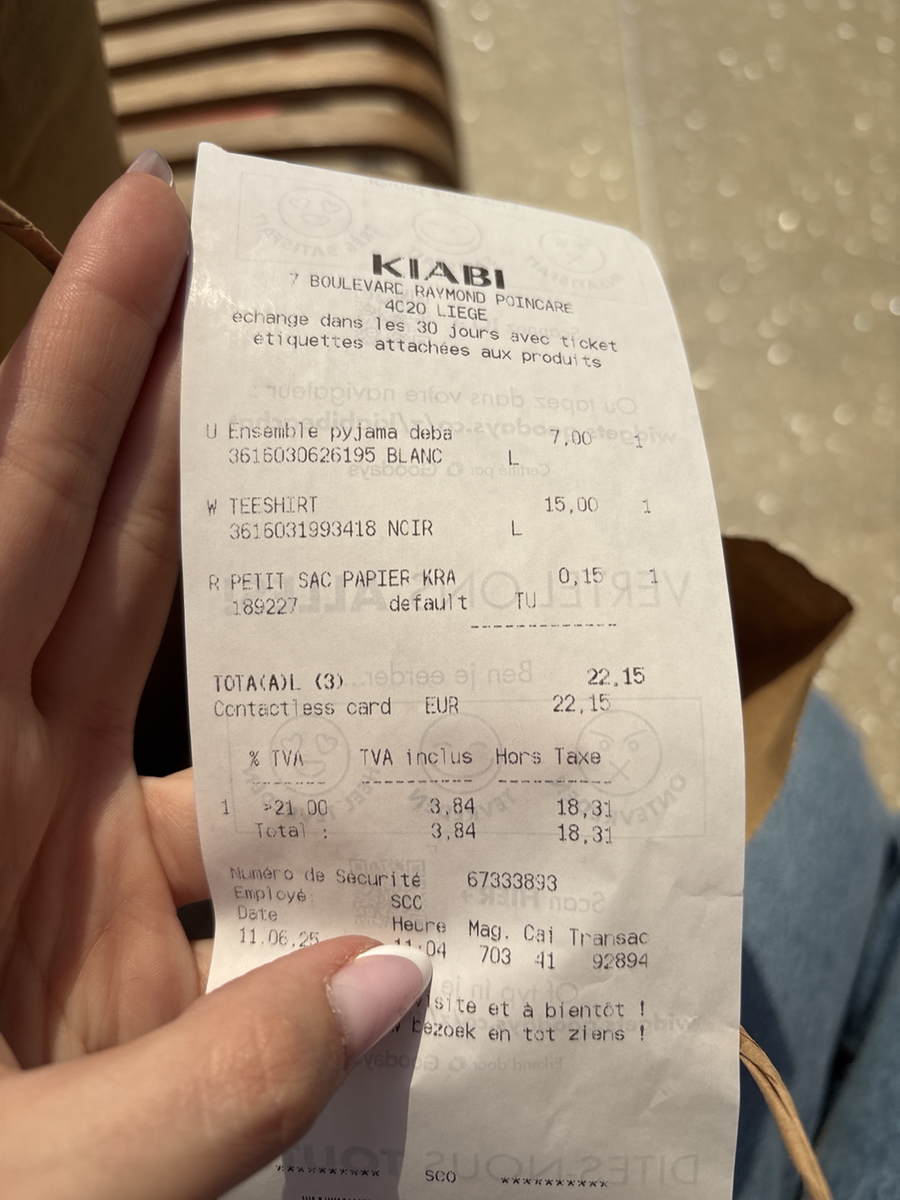 KIABI
7 BOULEVARD RAYMOND POINCARE
4020 LIEGE
échange dans les 30 jours avec ticket
étiquettes attachées aux produits
U Ensemble pyjama deba 7,00 1
3616030626195 BLANC L
W TEESHIRT 15,00 1
3616031993418 NOIR L
R PETIT SAC PAPIER KRA 0,15 1
189227 default TU
--------------
TOTA(A)L (3) 22,15
Contactless card EUR 22,15
% TVA TVA inclus Hors Taxe
------- ---------- ----------
1 >21.00 3,84 18,31
Total : 3,84 18,31
Numéro de Sécurité 67333893
Employé: SCO
Date Heure Mag. Cai Transac
11.06.25 11:04 703 41 92894
visite et à bientôt !
bezoek en tot ziens !
********** SCO **********